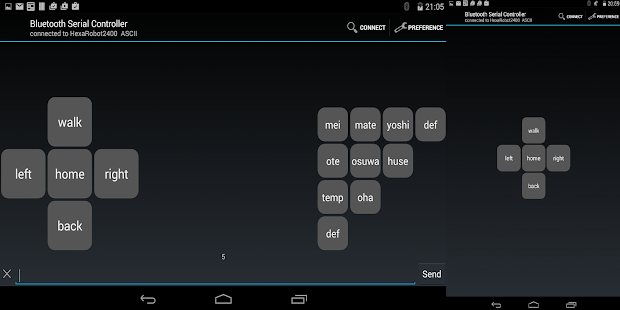 21:05
Bluetooth Serial Controller
connected to HexaRobot2400 ASCII
CONNECT
PREFERENCE
walk
left
home
right
back
mei
mate
yoshi
def
ote
osuwa
huse
temp
oha
def
5
Send
20:59
Bluetooth Serial Controller
connected to HexaRobot2400 ASCII
CONNECT
PREFERENCE
walk
left
home
right
back